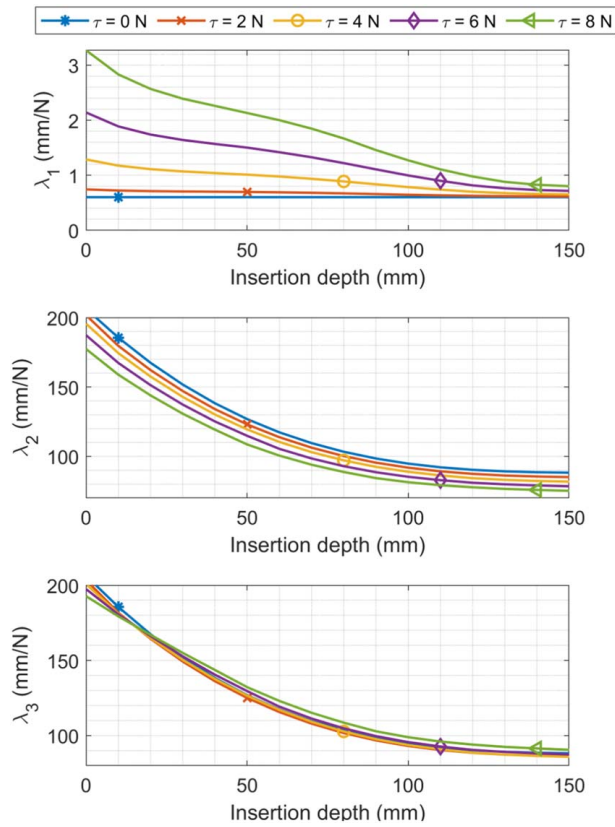 τ = 0 N τ = 2 N τ = 4 N τ = 6 N τ = 8 N
3
2
1
0
λ1 (mm/N)
0 50 100 150
Insertion depth (mm)
200
150
100
λ2 (mm/N)
0 50 100 150
Insertion depth (mm)
200
150
100
λ3 (mm/N)
0 50 100 150
Insertion depth (mm)